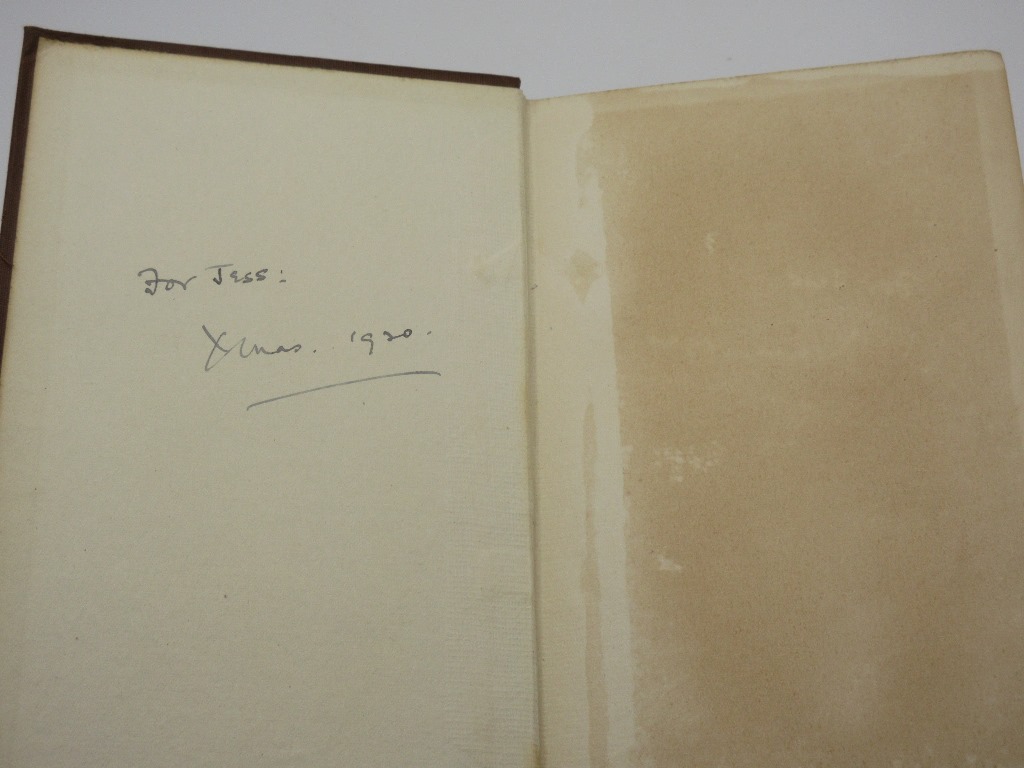 For Jess:
Xmas. 1920.